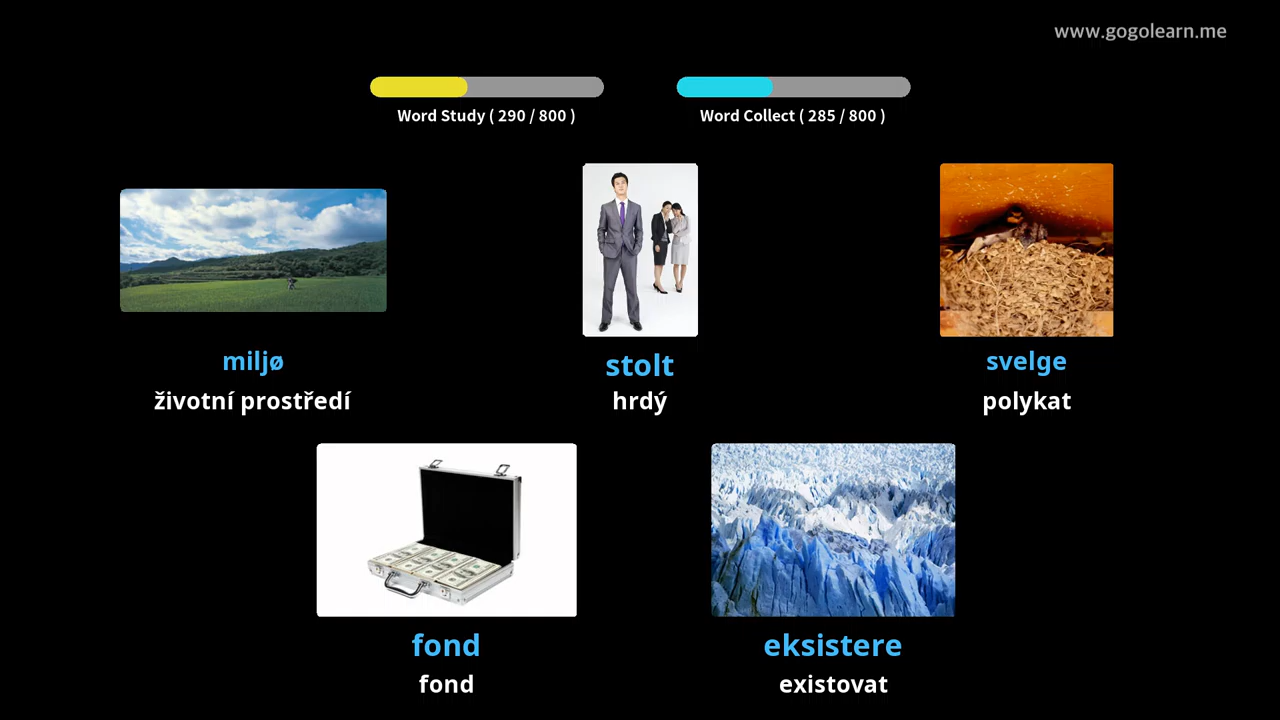 www.gogolearn.me
Word Study ( 290 / 800 )
Word Collect ( 285 / 800 )
miljø
stolt
svelge
životní prostředí
hrdý
polykat
fond
eksistere
fond
existovat